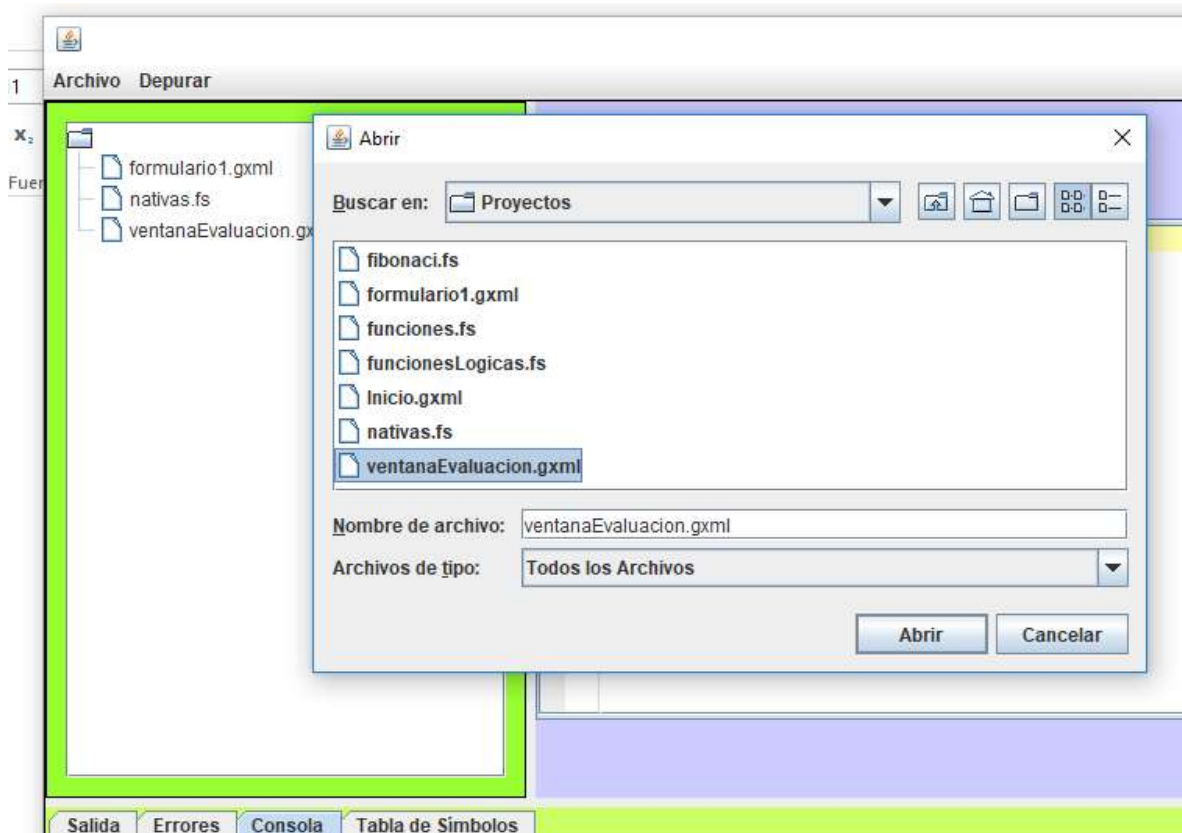 Archivo Depurar
1
x₂
Fuer
formulario1.gxml
nativas.fs
ventanaEvaluacion.gx
Abrir
Buscar en: Proyectos
fibonaci.fs
formulario1.gxml
funciones.fs
funcionesLogicas.fs
Inicio.gxml
nativas.fs
ventanaEvaluacion.gxml
Nombre de archivo: ventanaEvaluacion.gxml
Archivos de tipo: Todos los Archivos
Abrir Cancelar
Salida Errores Consola Tabla de Simbolos